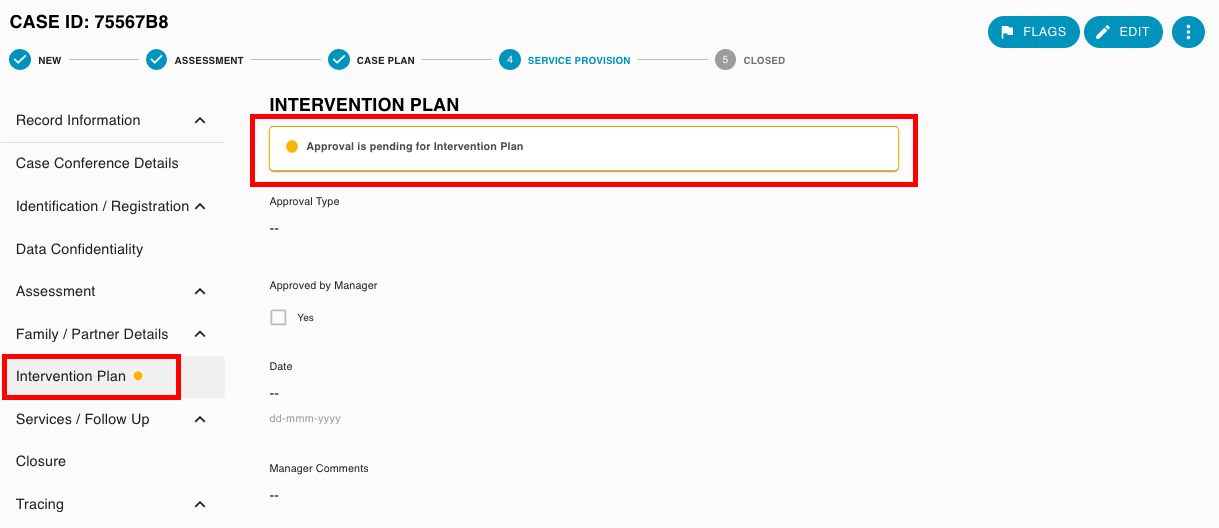 CASE ID: 75567B8
FLAGS
EDIT
NEW
ASSESSMENT
CASE PLAN
4
SERVICE PROVISION
5
CLOSED
Record Information
Case Conference Details
Identification / Registration
Data Confidentiality
Assessment
Family / Partner Details
Intervention Plan
Services / Follow Up
Closure
Tracing
INTERVENTION PLAN
Approval is pending for Intervention Plan
Approval Type
--
Approved by Manager
Yes
Date
--
dd-mmm-yyyy
Manager Comments
--